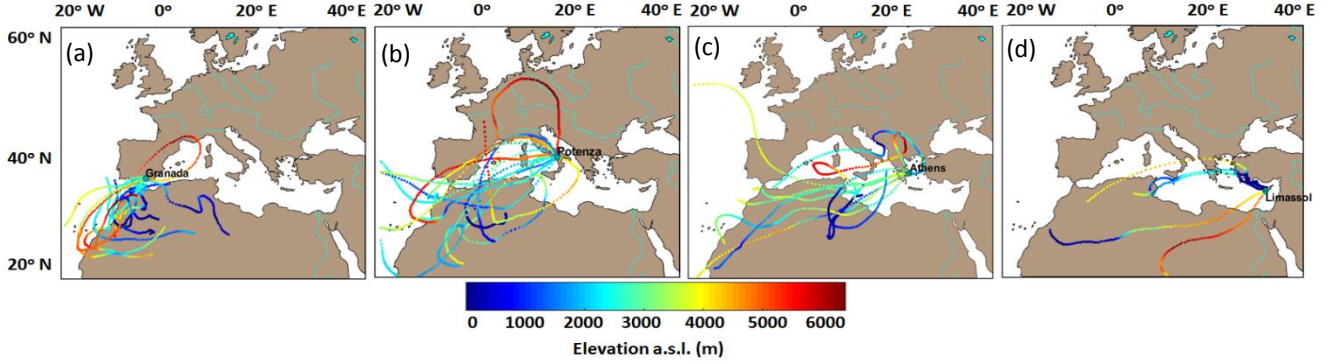 20° W 0° E 20° E 40° E 20° W 0° E 20° E 40° E 20° W 0° E 20° E 40° E 20° W 0° E 20° E 40° E
60° N (a) (b) (c) (d)
40° N Granada Potenza Athens Limassol
20° N
0 1000 2000 3000 4000 5000 6000
Elevation a.s.l. (m)